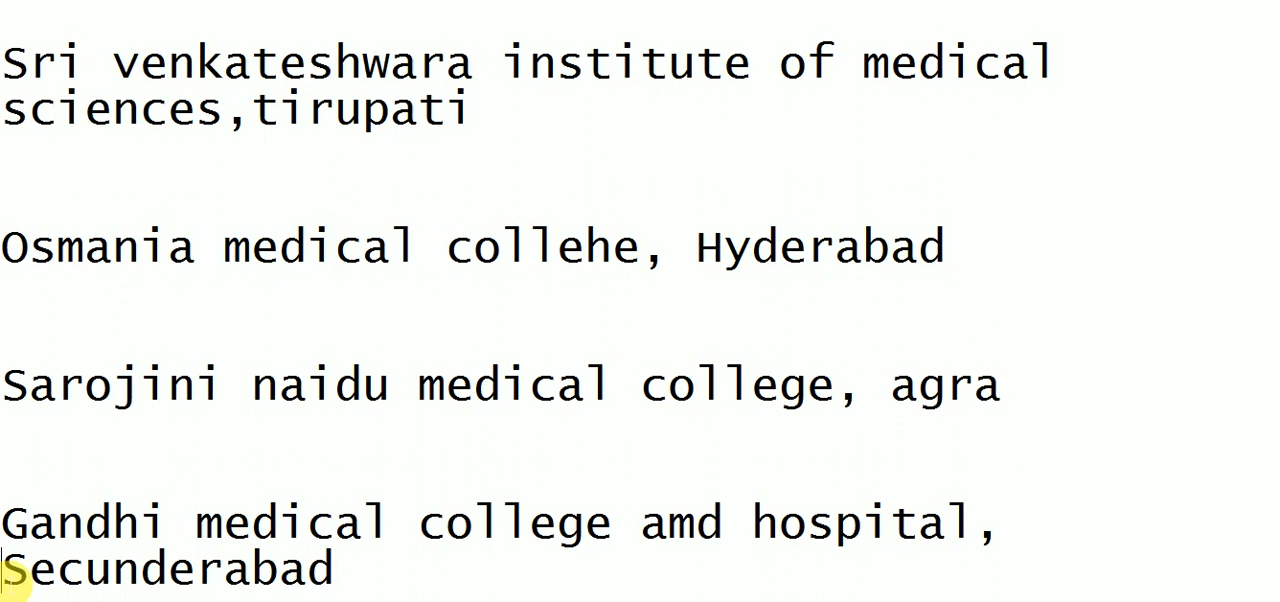 Sri venkateshwara institute of medical
sciences,tirupati
Osmania medical collehe, Hyderabad
Sarojini naidu medical college, agra
Gandhi medical college amd hospital,
Secunderabad